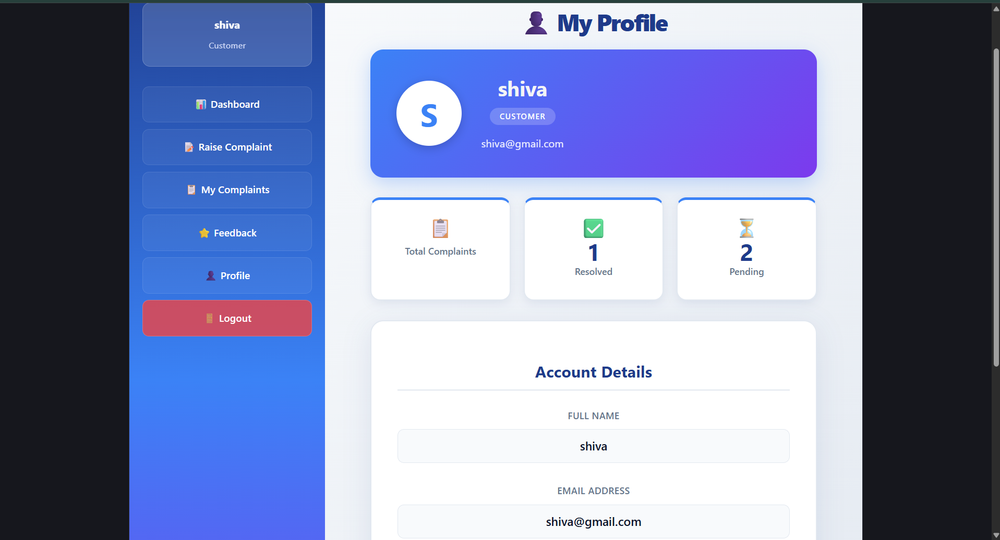 shiva
Customer
Dashboard
Raise Complaint
My Complaints
Feedback
Profile
Logout
My Profile
S
shiva
CUSTOMER
shiva@gmail.com
Total Complaints
1
Resolved
2
Pending
Account Details
FULL NAME
shiva
EMAIL ADDRESS
shiva@gmail.com